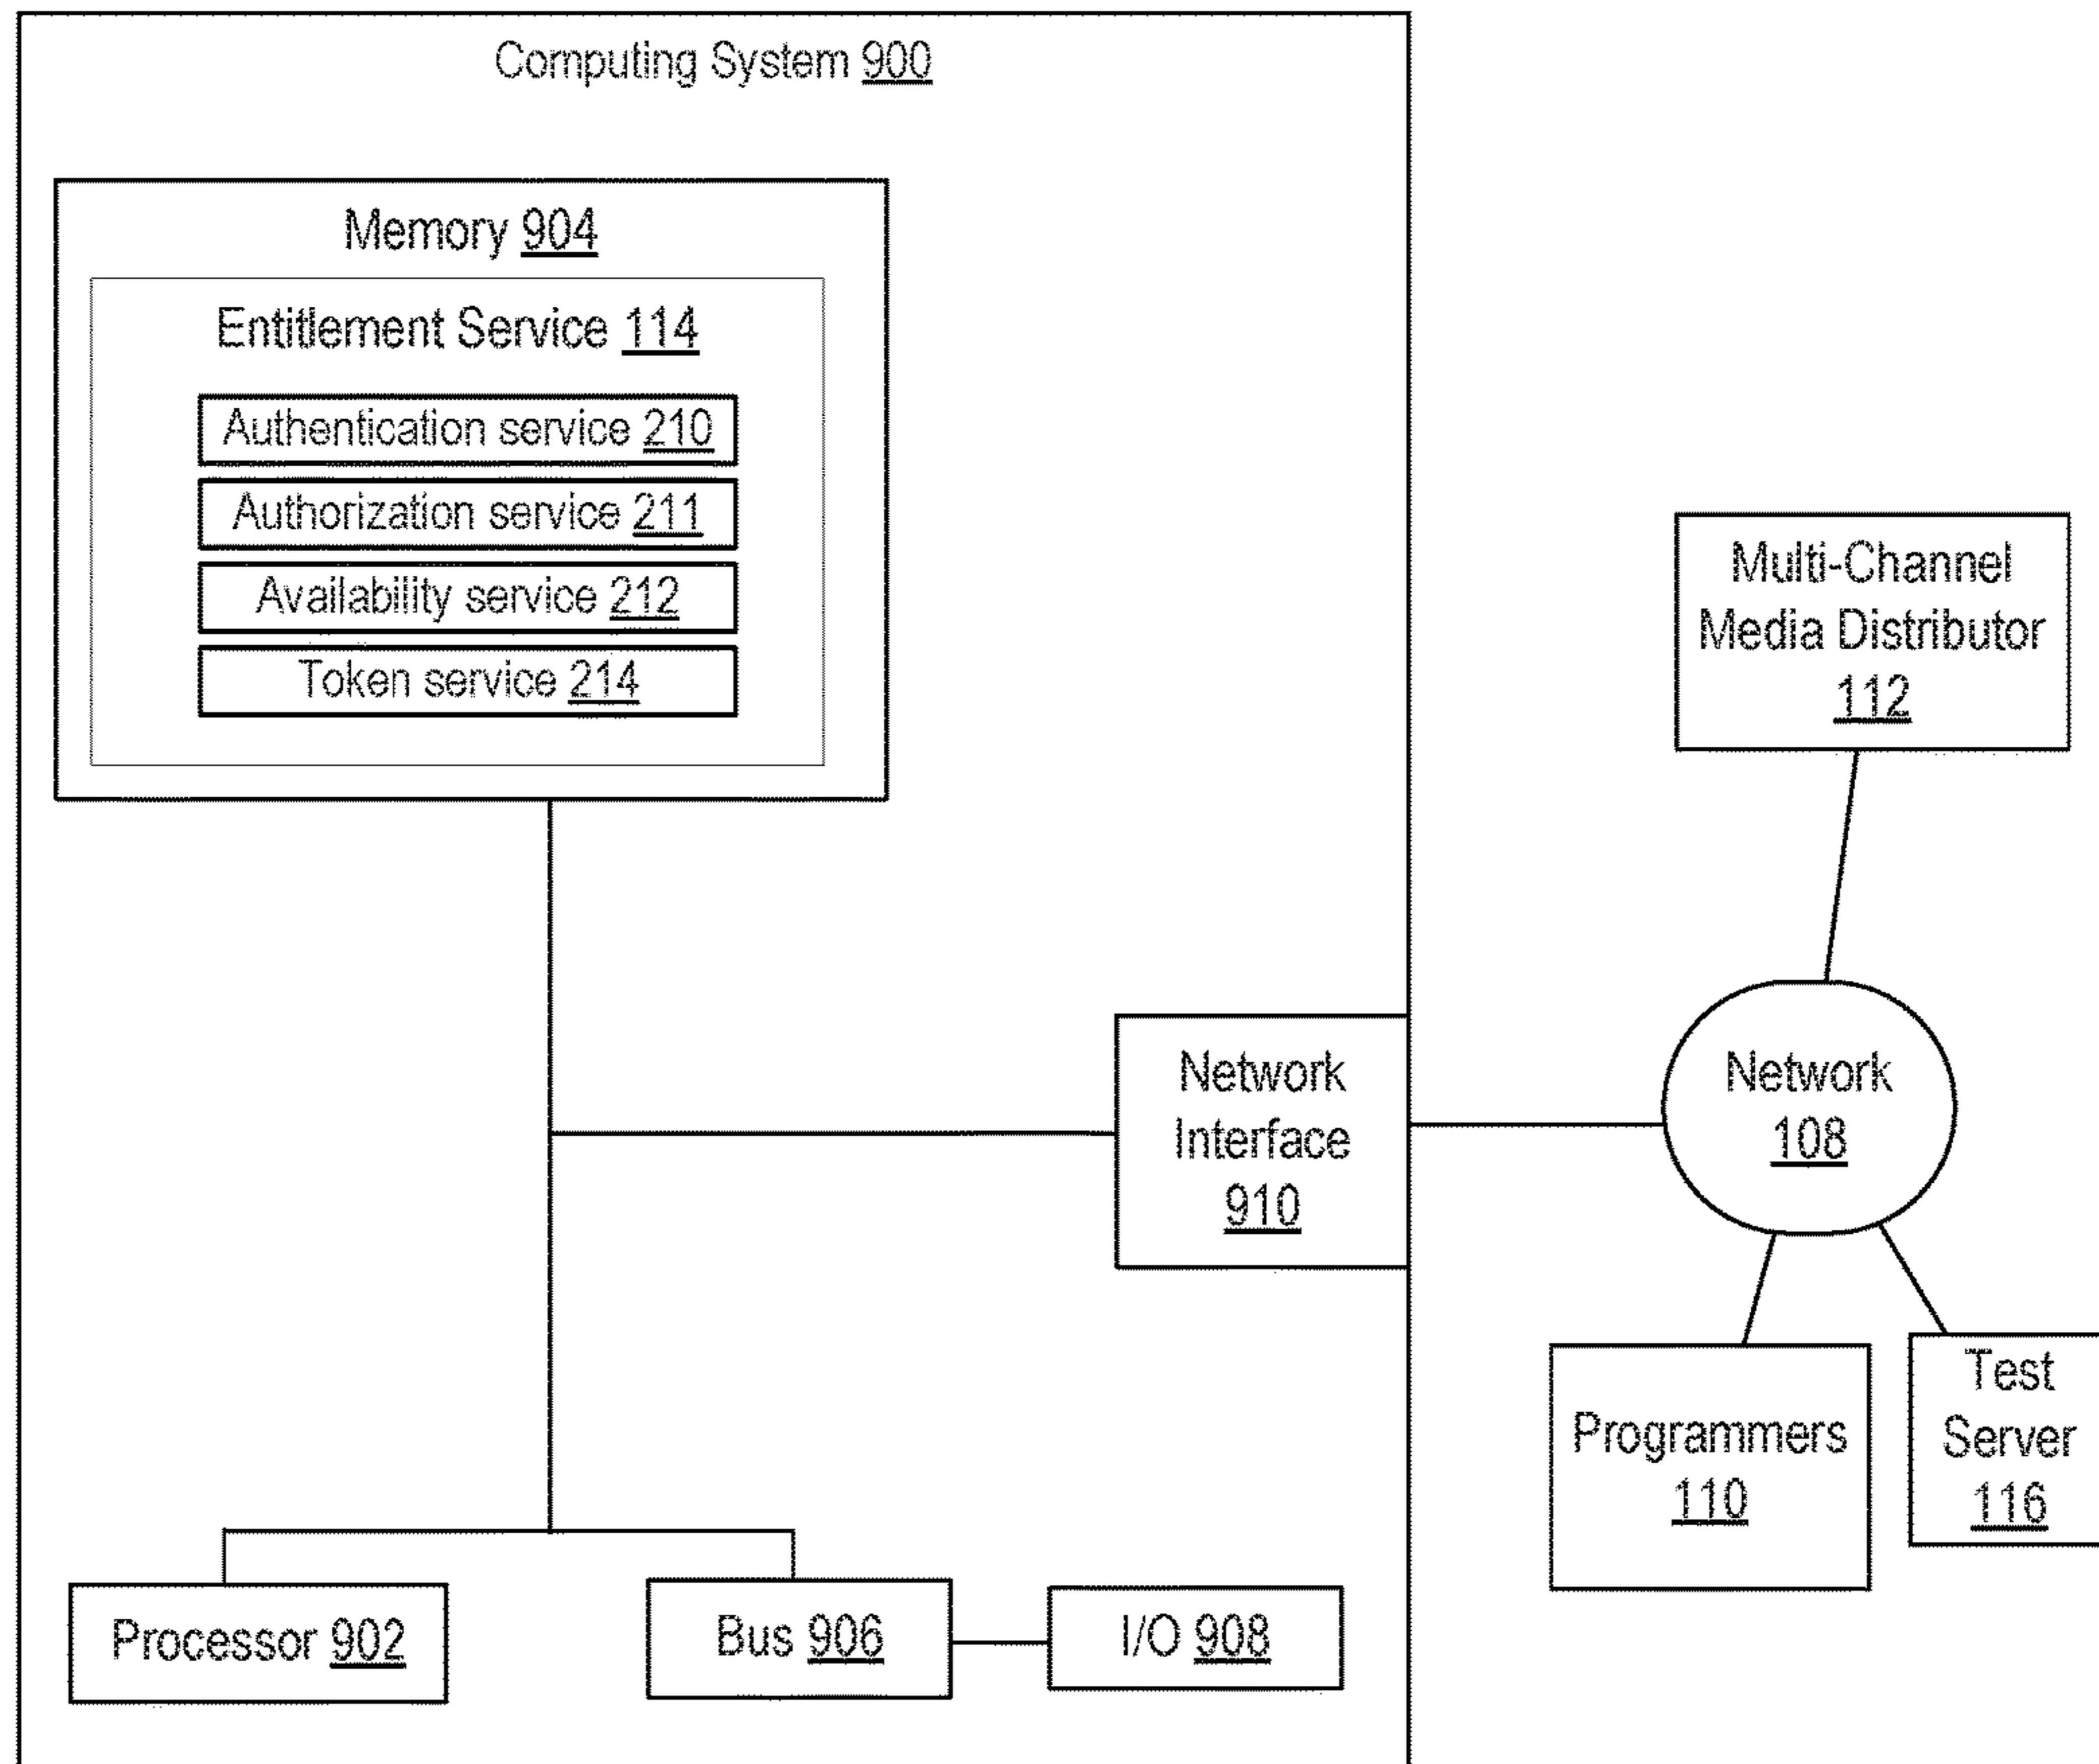 Computing System 900
Memory 904
Entitlement Service 114
Authentication service 210
Authorization service 211
Availability service 212
Token service 214
Multi-Channel
Media Distributor
112
Network
Interface
910
Network
108
Programmers
110
Test
Server
116
Processor 902
Bus 906
I/O 908